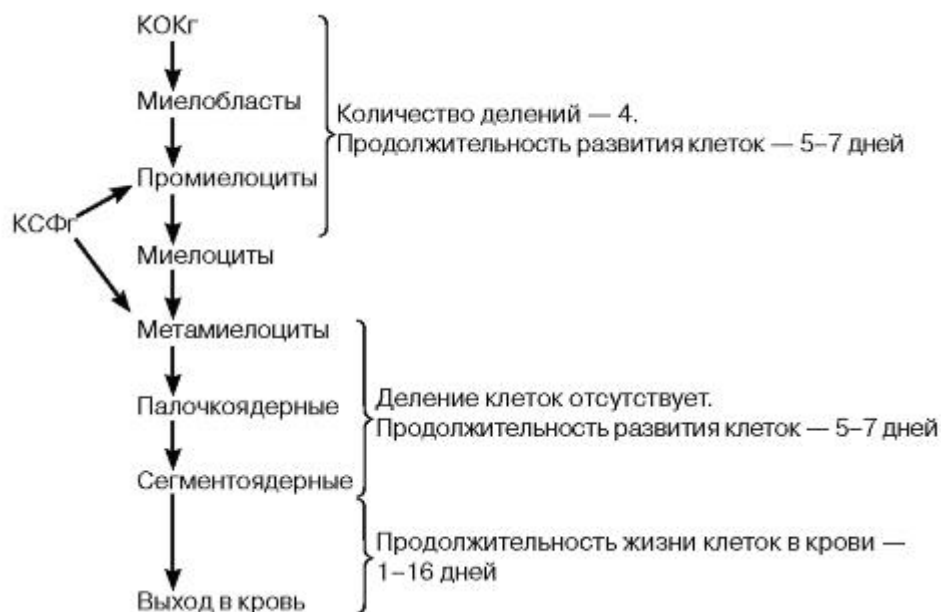 КОКг
Миелобласты
Количество делений — 4.
Продолжительность развития клеток — 5–7 дней
Промиелоциты
КСФг
Миелоциты
Метамиелоциты
Палочкоядерные
Деление клеток отсутствует.
Продолжительность развития клеток — 5–7 дней
Сегментоядерные
Продолжительность жизни клеток в крови —
1–16 дней
Выход в кровь